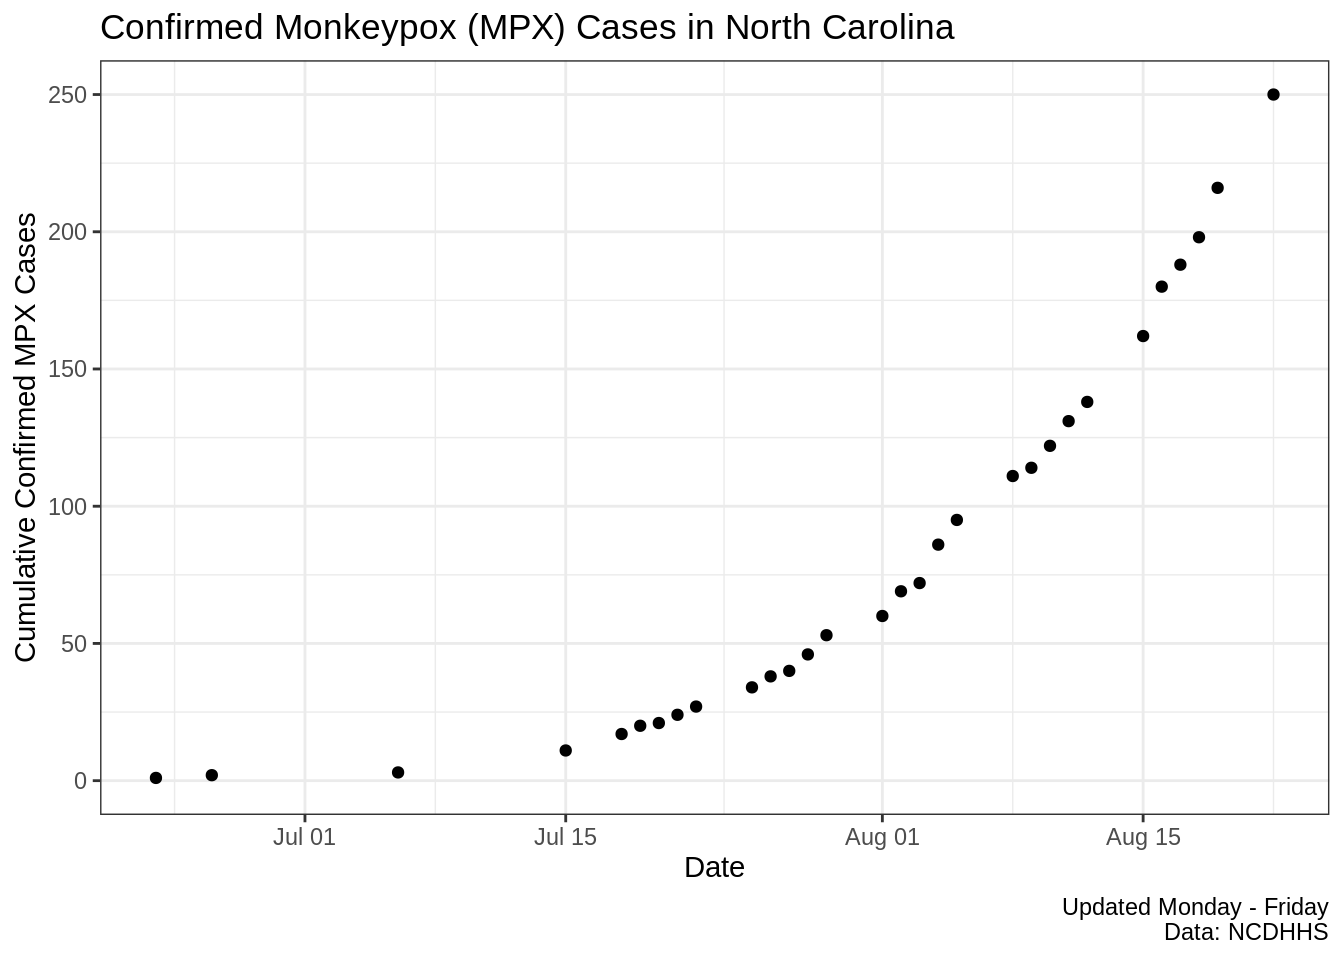 Confirmed Monkeypox (MPX) Cases in North Carolina
Cumulative Confirmed MPX Cases
250
200
150
100
50
0
Jul 01
Jul 15
Aug 01
Aug 15
Date
Updated Monday - Friday
Data: NCDHHS